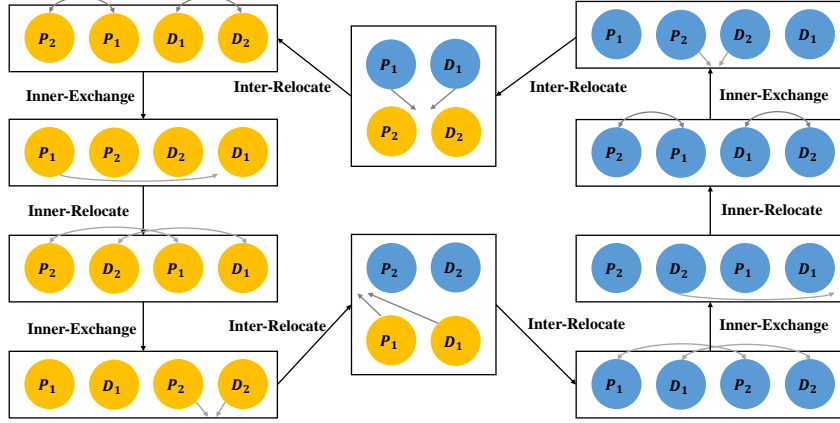 P₂ P₁ D₁ D₂
Inner-Exchange
P₁ P₂ D₂ D₁
Inner-Relocate
P₂ D₂ P₁ D₁
Inner-Exchange
P₁ D₁ P₂ D₂
Inter-Relocate
P₁ D₁
P₂ D₂
Inter-Relocate
Inter-Relocate
P₂ D₂
P₁ D₁
Inter-Relocate
P₁ P₂ D₂ D₁
Inner-Exchange
P₂ P₁ D₁ D₂
Inner-Relocate
P₂ D₂ P₁ D₁
Inner-Exchange
P₁ D₁ P₂ D₂